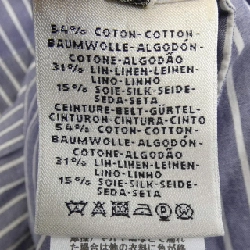 54% COTON-COTTON-
BAUMWOLLE-ALGODÓN-
COTONE-ALGODÃO
31% LIN-LINEN-LEINEN-
LINO-LINHO
15% SOIE-SILK-SEIDE-
SEDA-SETA
CEINTURE-BELT-GÜRTEL-
CINTURON-CINTURA-CINTO
54% COTON-COTTON-
BAUMWOLLE-ALGODÓN-
COTONE-ALGODÃO
31% LIN-LINEN-LEINEN-
LINO-LINHO
15% SOIE-SILK-SEIDE-
SEDA-SETA